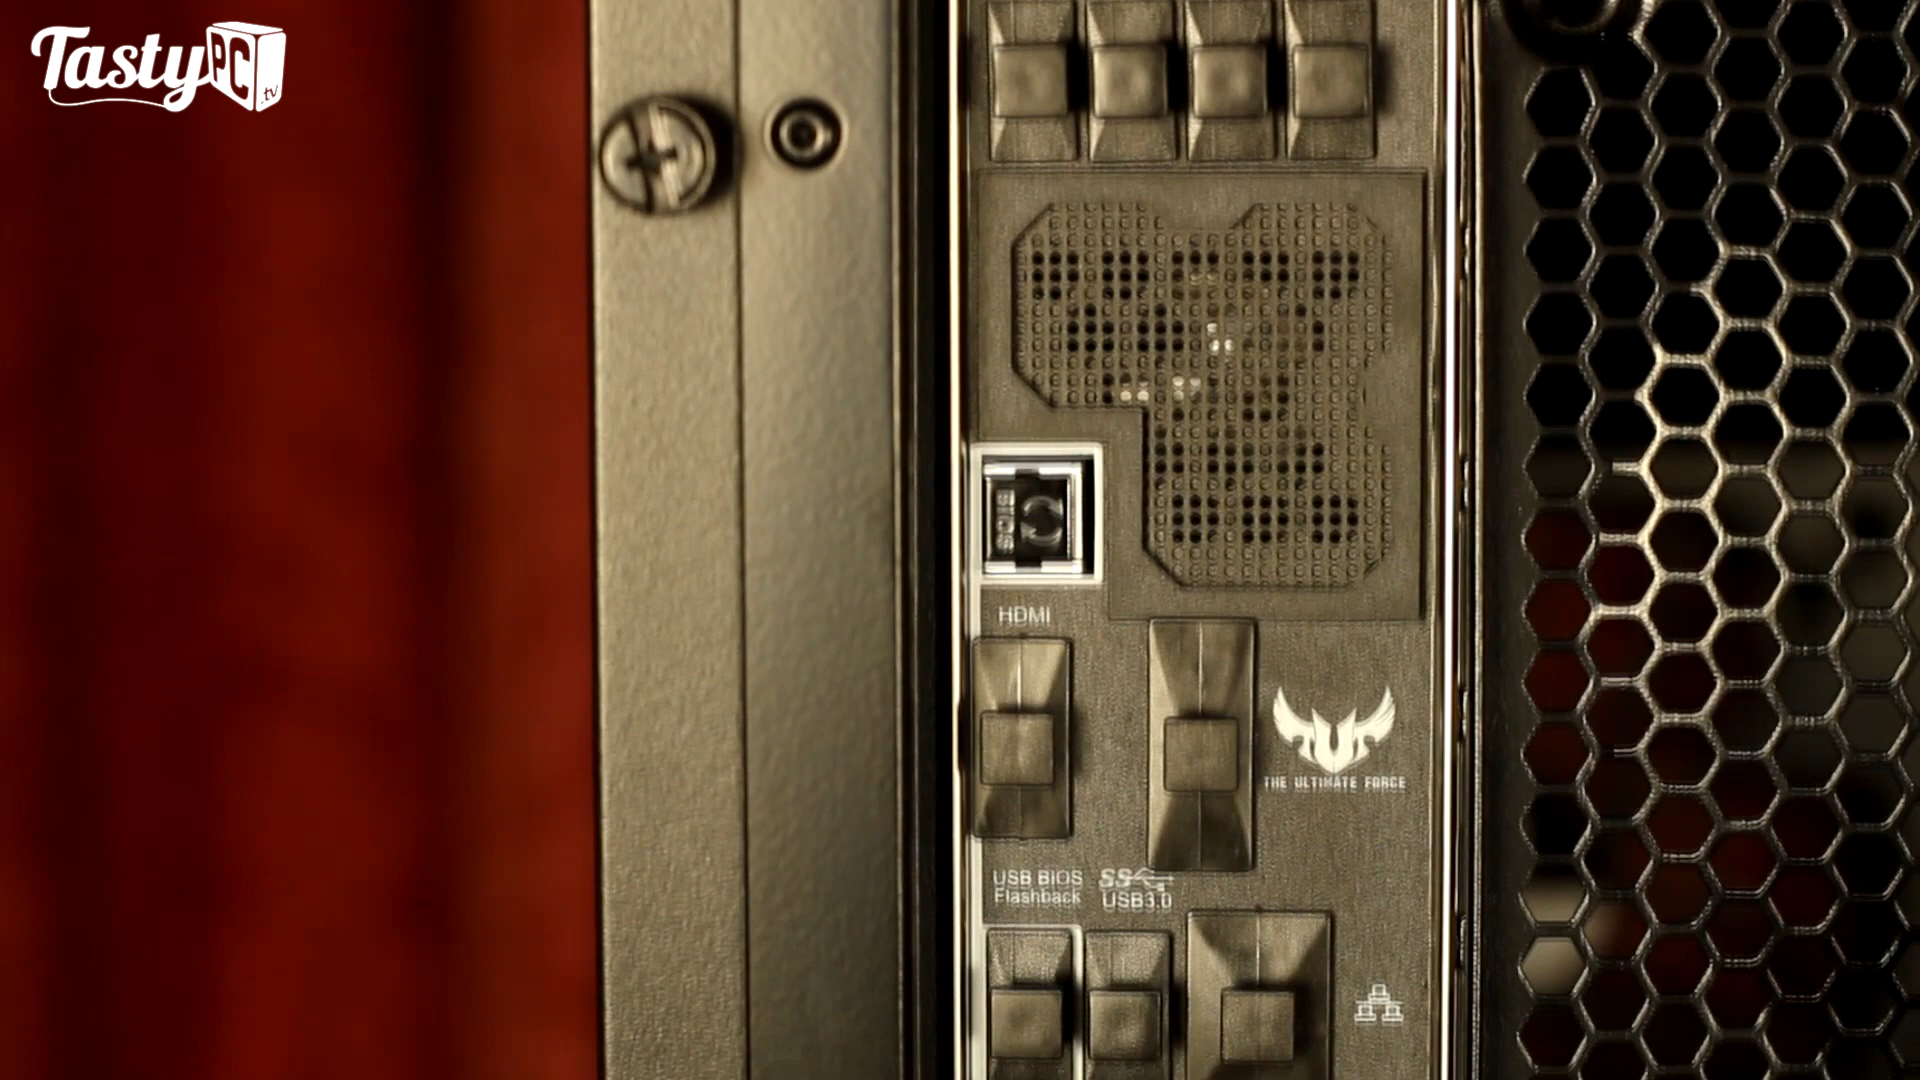 TastyPC.tv
BIOS
HDMI
TUF
THE ULTIMATE FORCE
USB BIOS
Flashback
SS
USB3.0